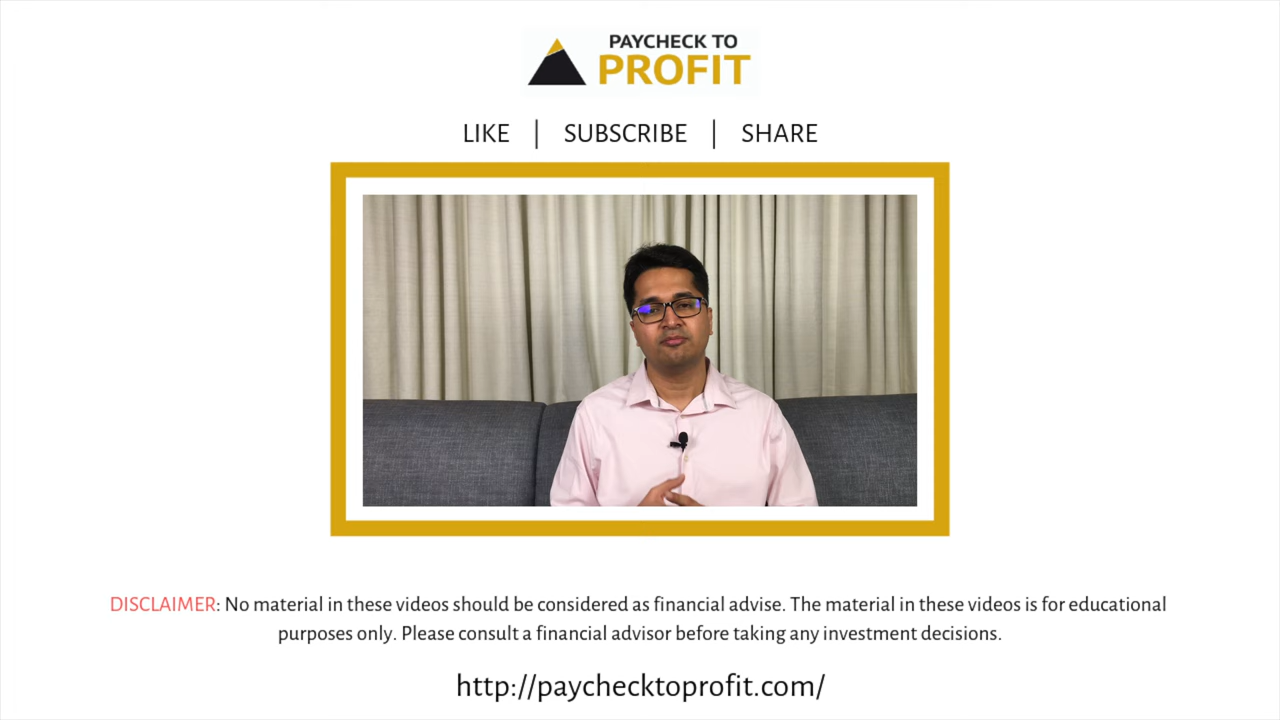 PAYCHECK TO
PROFIT
LIKE | SUBSCRIBE | SHARE
DISCLAIMER: No material in these videos should be considered as financial advise. The material in these videos is for educational
purposes only. Please consult a financial advisor before taking any investment decisions.
http://paychecktoprofit.com/